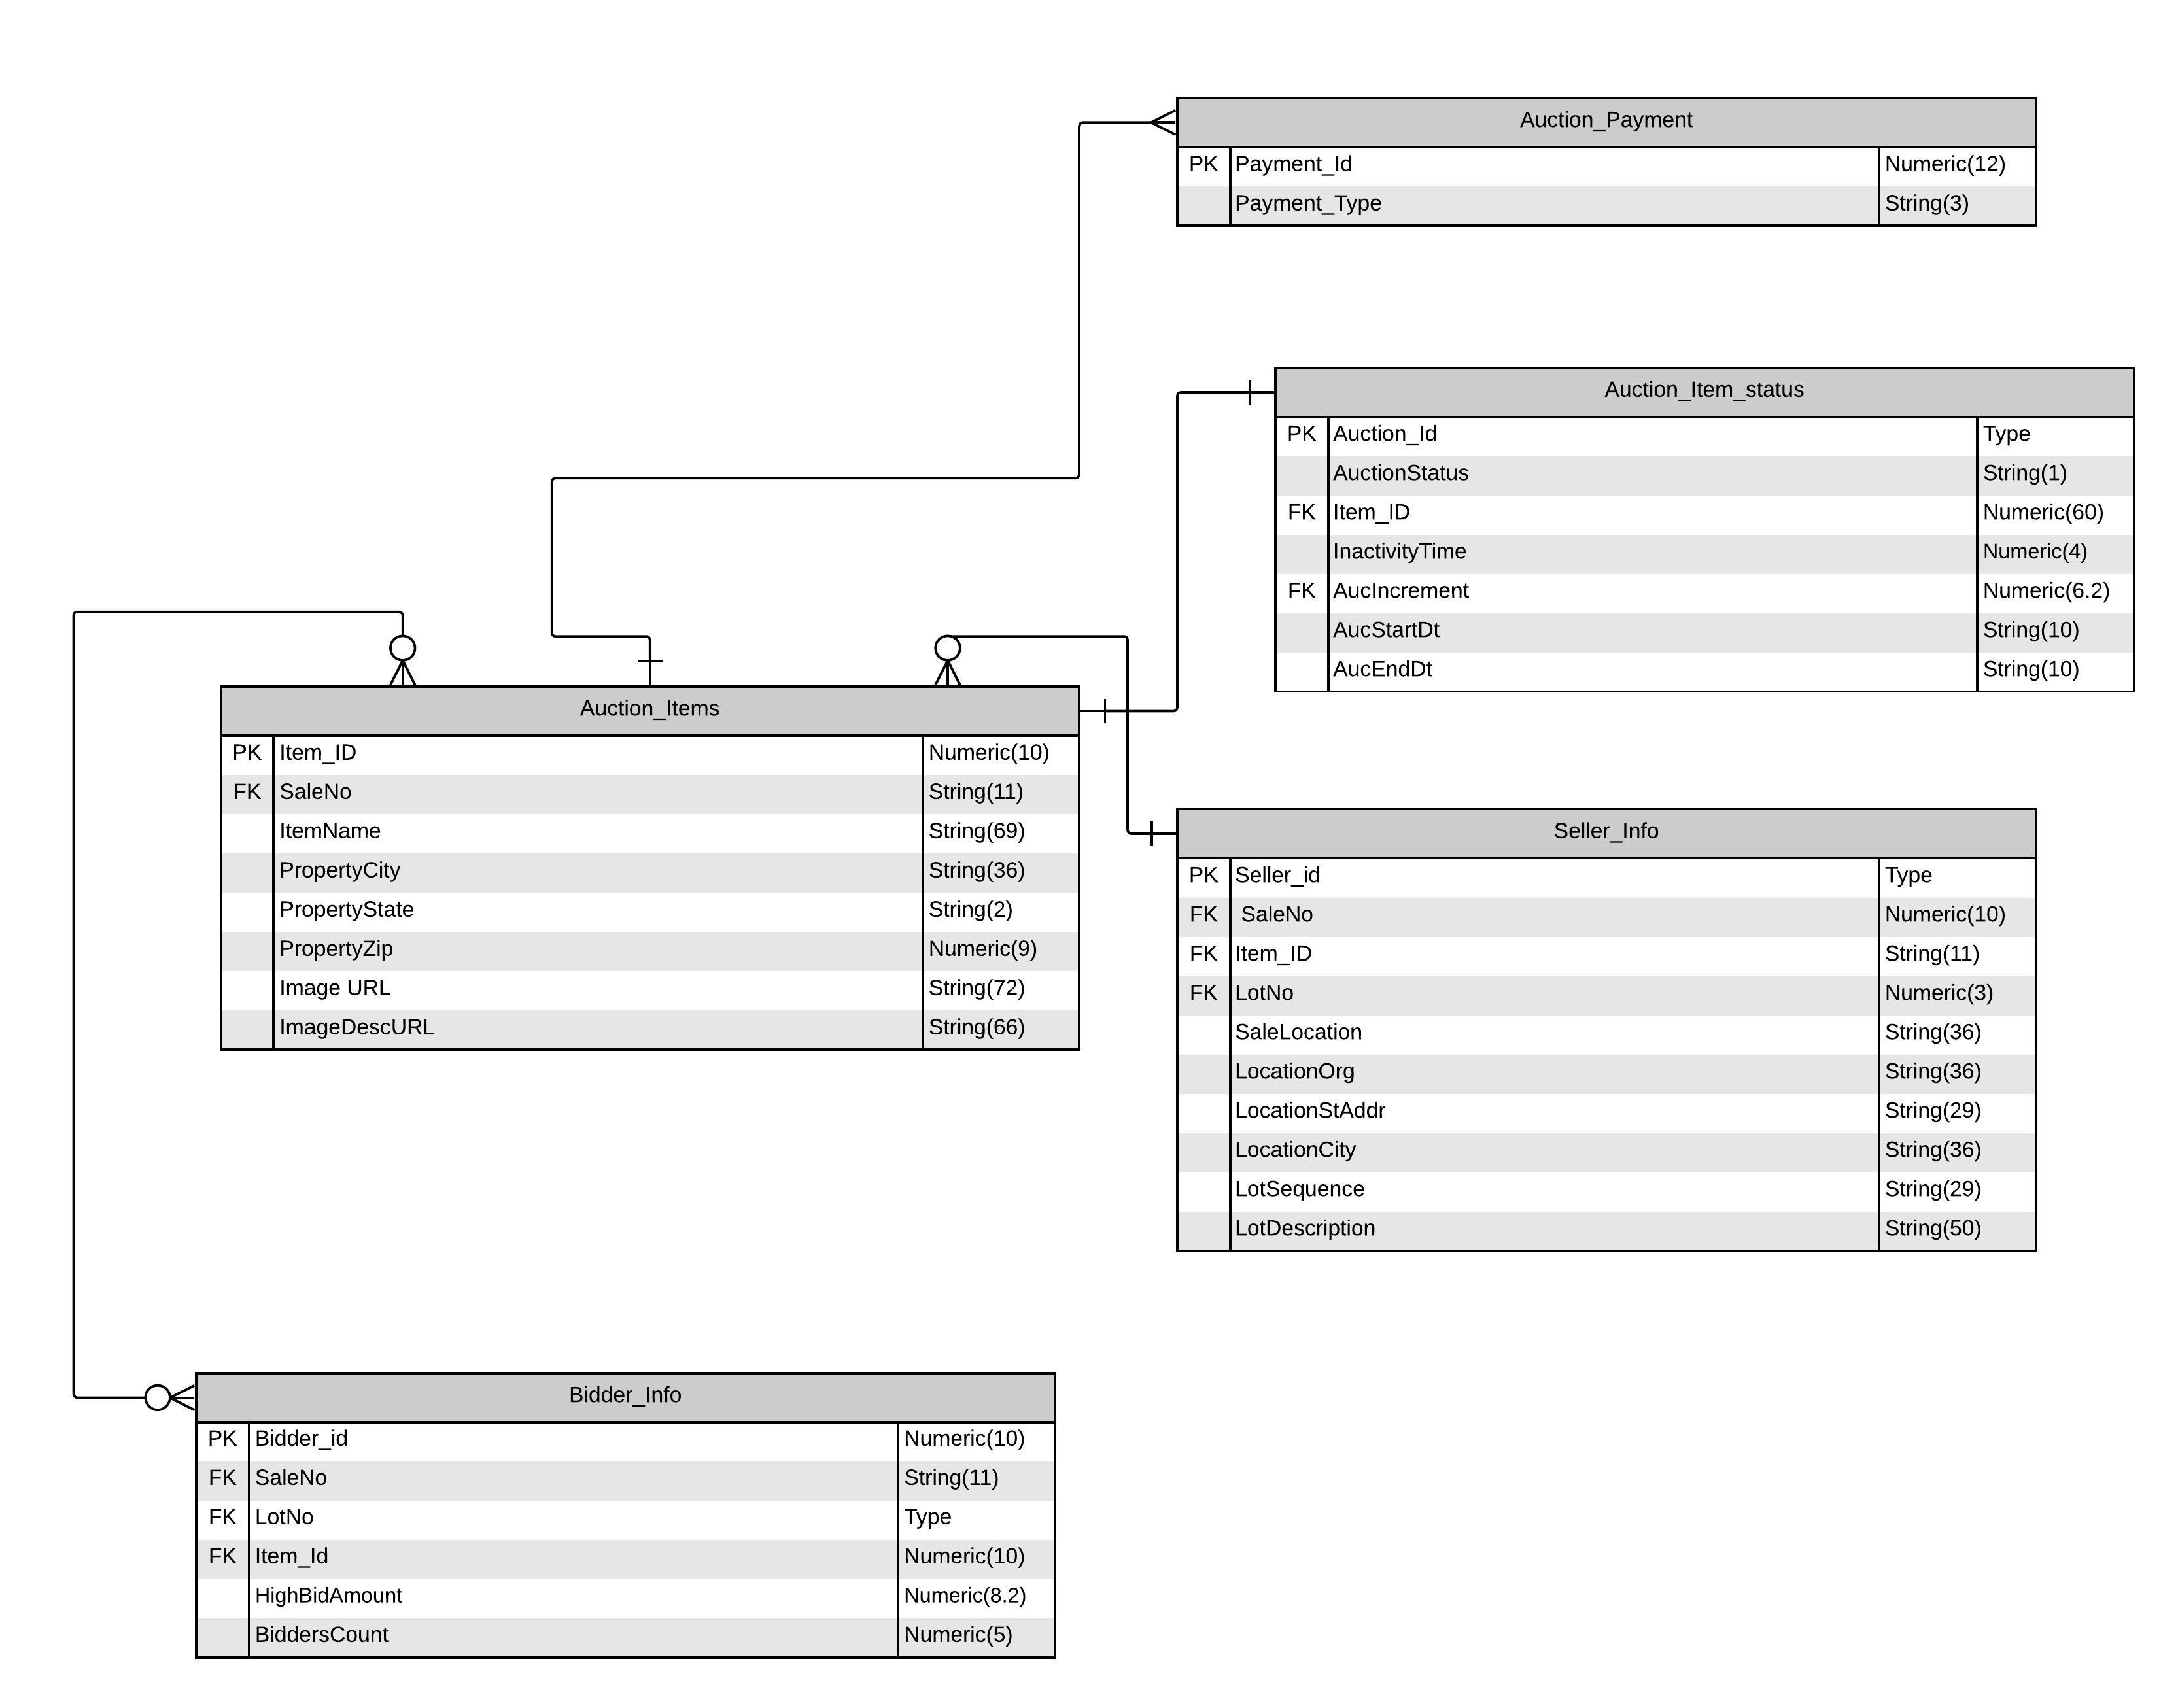 Auction_Payment
PK Payment_Id Numeric(12)
Payment_Type String(3)
Auction_Item_status
PK Auction_Id Type
AuctionStatus String(1)
FK Item_ID Numeric(60)
InactivityTime Numeric(4)
FK AucIncrement Numeric(6.2)
AucStartDt String(10)
AucEndDt String(10)
Auction_Items
PK Item_ID Numeric(10)
FK SaleNo String(11)
ItemName String(69)
PropertyCity String(36)
PropertyState String(2)
PropertyZip Numeric(9)
Image URL String(72)
ImageDescURL String(66)
Seller_Info
PK Seller_id Type
FK SaleNo Numeric(10)
FK Item_ID String(11)
FK LotNo Numeric(3)
SaleLocation String(36)
LocationOrg String(36)
LocationStAddr String(29)
LocationCity String(36)
LotSequence String(29)
LotDescription String(50)
Bidder_Info
PK Bidder_id Numeric(10)
FK SaleNo String(11)
FK LotNo Type
FK Item_Id Numeric(10)
HighBidAmount Numeric(8.2)
BiddersCount Numeric(5)